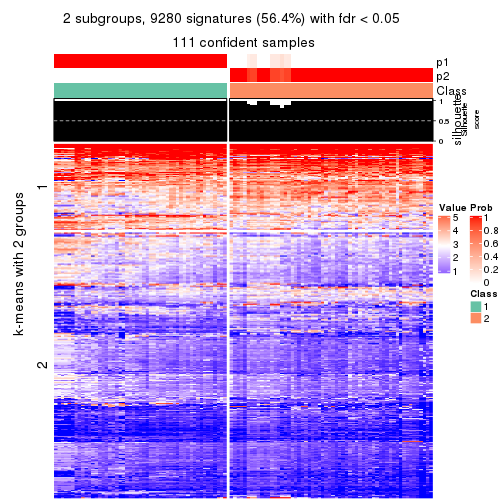 2 subgroups, 9280 signatures (56.4%) with fdr < 0.05
111 confident samples
p1
p2
Class
1
0.5
0
silhouette
Silhouette
score
k-means with 2 groups
1
2
Value
5
4
3
2
1
Prob
1
0.8
0.6
0.4
0.2
0
Class
1
2